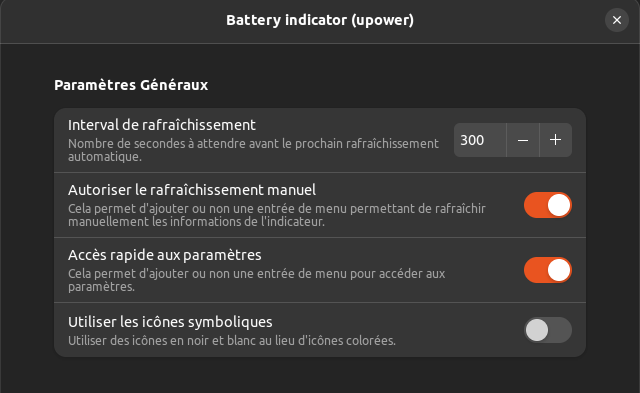 Battery indicator (upower)
Paramètres Généraux
Interval de rafraîchissement
Nombre de secondes à attendre avant le prochain rafraîchissement
automatique.
300
Autoriser le rafraîchissement manuel
Cela permet d'ajouter ou non une entrée de menu permettant de rafraîchir
manuellement les informations de l'indicateur.
Accès rapide aux paramètres
Cela permet d'ajouter ou non une entrée de menu pour accéder aux
paramètres.
Utiliser les icônes symboliques
Utiliser des icônes en noir et blanc au lieu d'icônes colorées.